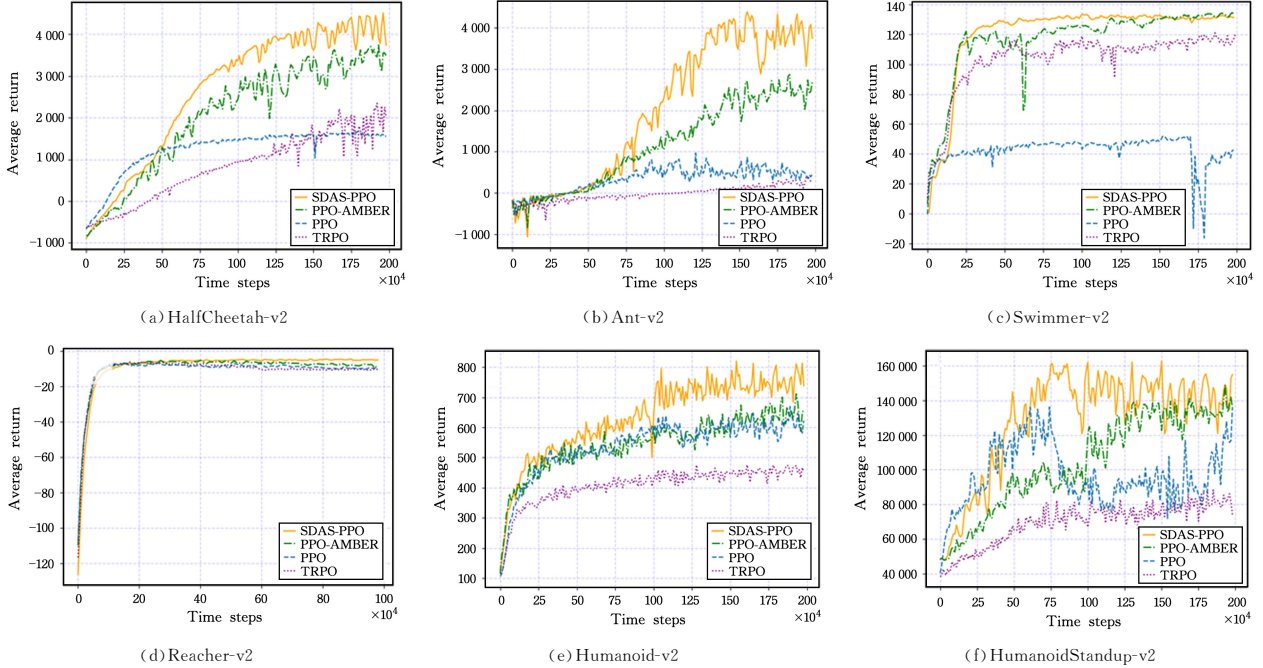 4 000
3 000
2 000
1 000
0
−1 000
Average return
SDAS-PPO
PPO-AMBER
PPO
TRPO
0 25 50 75 100 125 150 175 200
Time steps
×10⁴
(a)HalfCheetah-v2
4 000
3 000
2 000
1 000
0
−1 000
Average return
SDAS-PPO
PPO-AMBER
PPO
TRPO
0 25 50 75 100 125 150 175 200
Time steps
×10⁴
(b)Ant-v2
140
120
100
80
60
40
20
0
−20
Average return
SDAS-PPO
PPO-AMBER
PPO
TRPO
0 25 50 75 100 125 150 175 200
Time steps
×10⁴
(c)Swimmer-v2
0
−20
−40
−60
−80
−100
−120
Average return
SDAS-PPO
PPO-AMBER
PPO
TRPO
0 20 40 60 80 100
Time steps
×10⁴
(d)Reacher-v2
800
700
600
500
400
300
200
100
Average return
SDAS-PPO
PPO-AMBER
PPO
TRPO
0 25 50 75 100 125 150 175 200
Time steps
×10⁴
(e)Humanoid-v2
160 000
140 000
120 000
100 000
80 000
60 000
40 000
Average return
SDAS-PPO
PPO-AMBER
PPO
TRPO
0 25 50 75 100 125 150 175 200
Time steps
×10⁴
(f)HumanoidStandup-v2